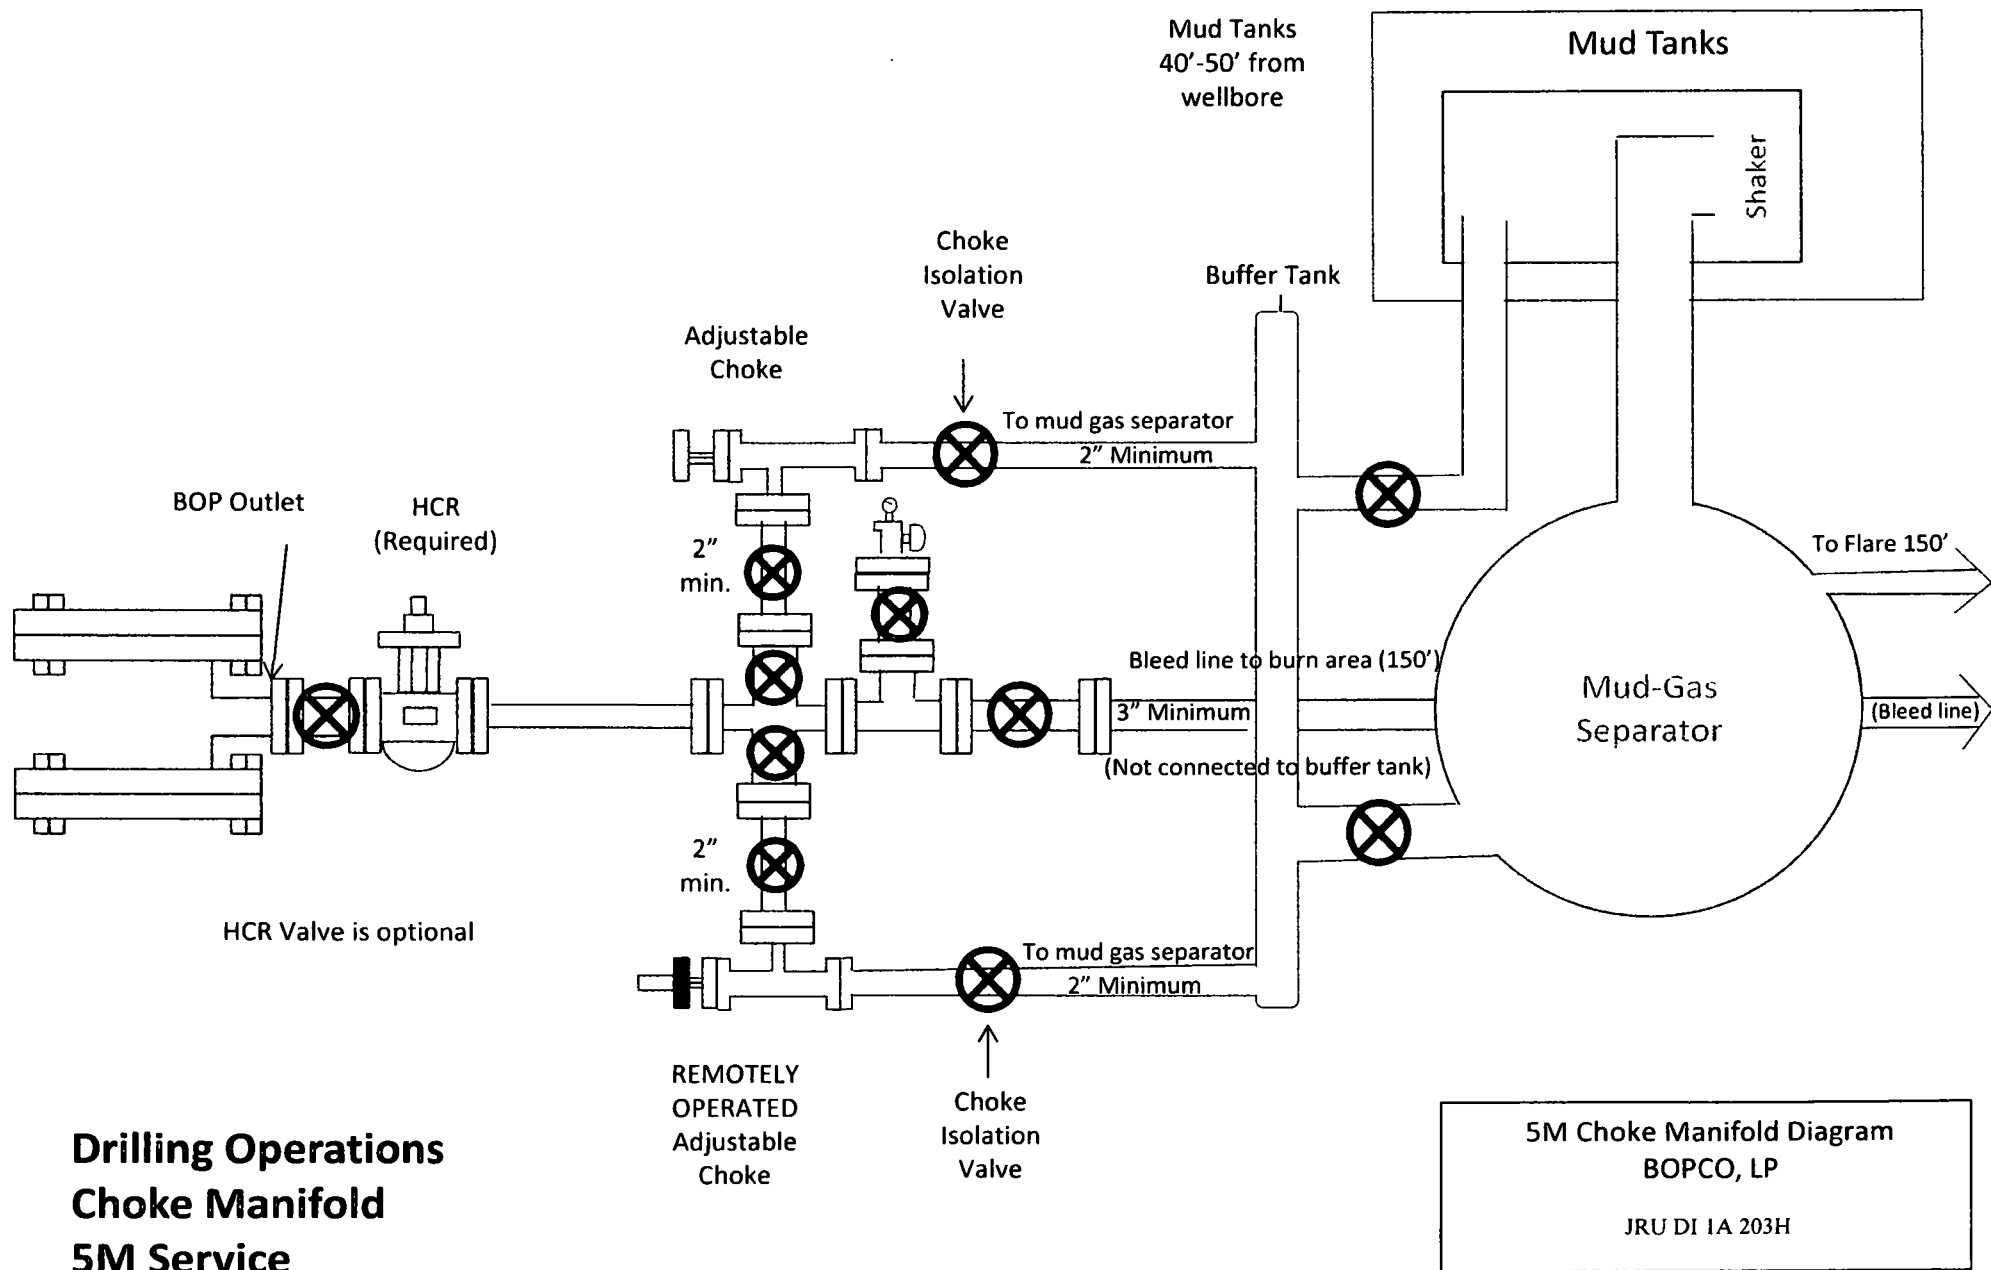 Mud Tanks
40'-50' from
wellbore
Mud Tanks
Shaker
Choke
Isolation
Valve
Buffer Tank
Adjustable
Choke
To mud gas separator
2" Minimum
BOP Outlet
HCR
(Required)
2"
min.
To Flare 150'
Bleed line to burn area (150')
3" Minimum
(Not connected to buffer tank)
Mud-Gas
Separator
(Bleed line)
2"
min.
HCR Valve is optional
To mud gas separator
2" Minimum
REMOTELY
OPERATED
Adjustable
Choke
Choke
Isolation
Valve
Drilling Operations
Choke Manifold
5M Service
5M Choke Manifold Diagram
BOPCO, LP
JRU DI 1A 203H